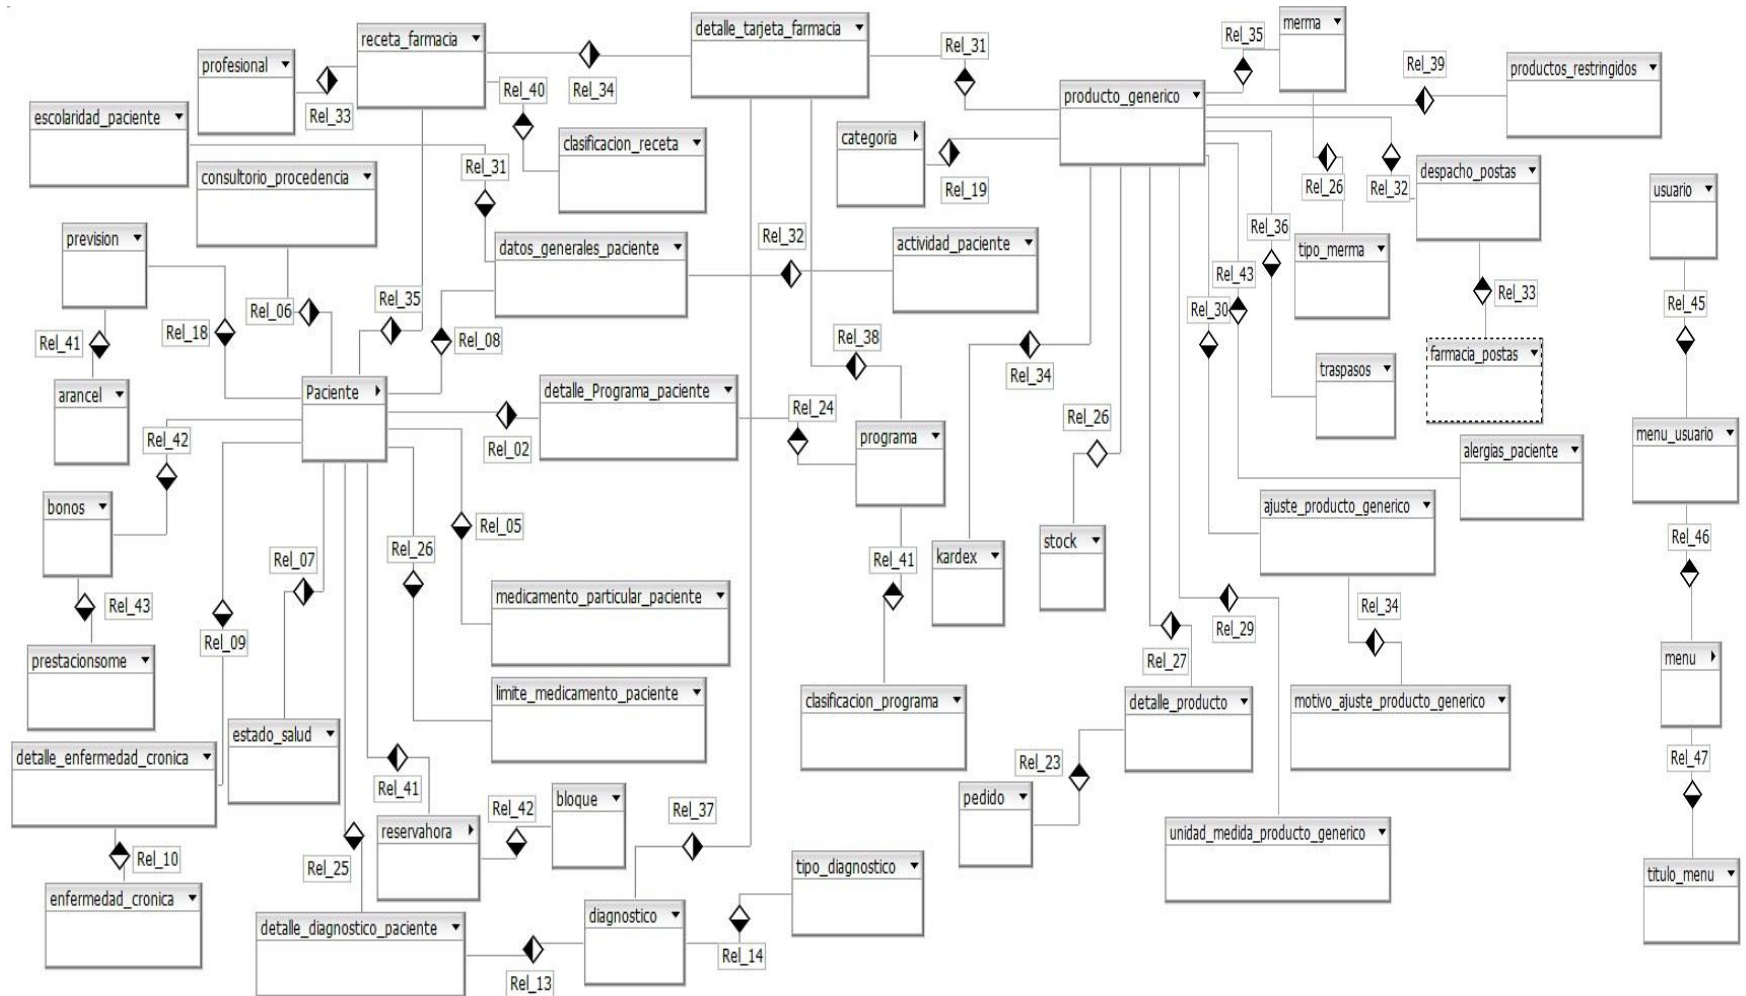 merma
detalle_tarjeta_farmacia
receta_farmacia
Rel_35
Rel_31
profesional
Rel_39
productos_restringidos
Rel_40
Rel_34
producto_generico
Rel_33
escolaridad_paciente
categoria
clasificacion_receta
Rel_31
consultorio_procedencia
Rel_19
Rel_26
Rel_32
despacho_postas
usuario
prevision
Rel_32
Rel_36
datos_generales_paciente
actividad_paciente
tipo_merma
Rel_43
Rel_35
Rel_06
Rel_18
Rel_30
Rel_33
Rel_45
Rel_41
Rel_08
Rel_38
farmacia_postas
Rel_34
traspasos
arancel
Paciente
detalle_Programa_paciente
Rel_24
Rel_26
Rel_42
Rel_02
programa
menu_usuario
alergias_paciente
bonos
ajuste_producto_generico
Rel_05
Rel_26
Rel_07
kardex
stock
Rel_41
Rel_46
Rel_43
medicamento_particular_paciente
Rel_34
Rel_29
Rel_09
prestacionsome
Rel_27
menu
limite_medicamento_paciente
clasificacion_programa
detalle_producto
motivo_ajuste_producto_generico
estado_salud
detalle_enfermedad_cronica
Rel_23
Rel_47
Rel_41
bloque
pedido
Rel_42
Rel_37
reservahora
unidad_medida_producto_generico
Rel_10
Rel_25
tipo_diagnostico
titulo_menu
enfermedad_cronica
diagnostico
detalle_diagnostico_paciente
Rel_14
Rel_13